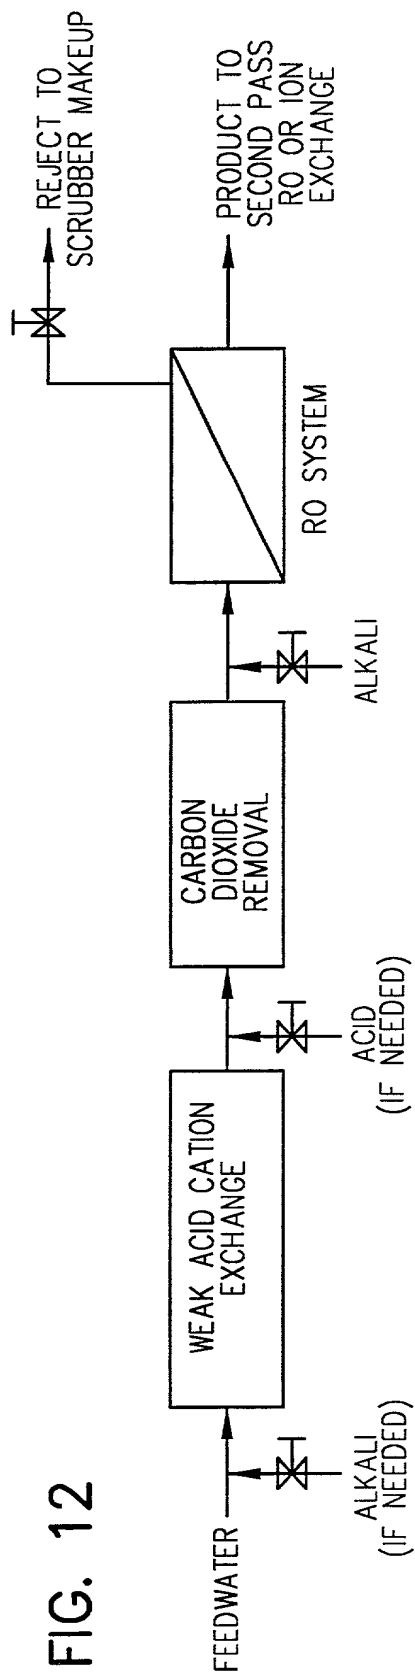 FIG. 12
FEEDWATER
ALKALI
(IF NEEDED)
WEAK ACID CATION
EXCHANGE
ACID
(IF NEEDED)
CARBON
DIOXIDE
REMOVAL
ALKALI
RO SYSTEM
REJECT TO
SCRUBBER MAKEUP
PRODUCT TO
SECOND PASS
RO OR ION
EXCHANGE